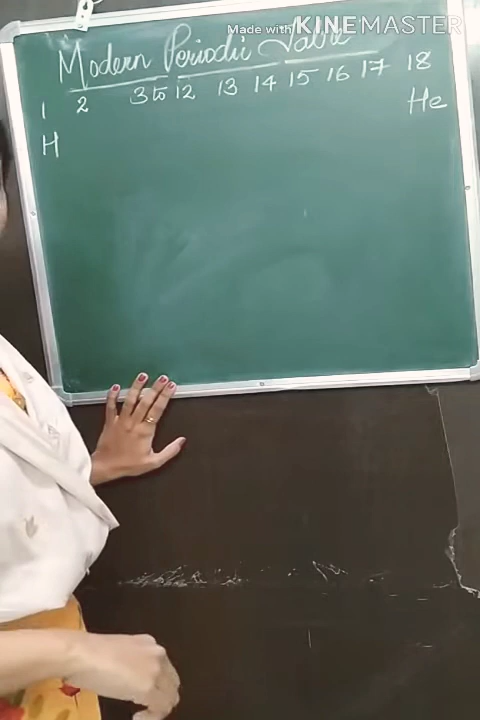 Made with KINEMASTER
Modern Periodic Table
1 2 3 to 12 13 14 15 16 17 18
H He